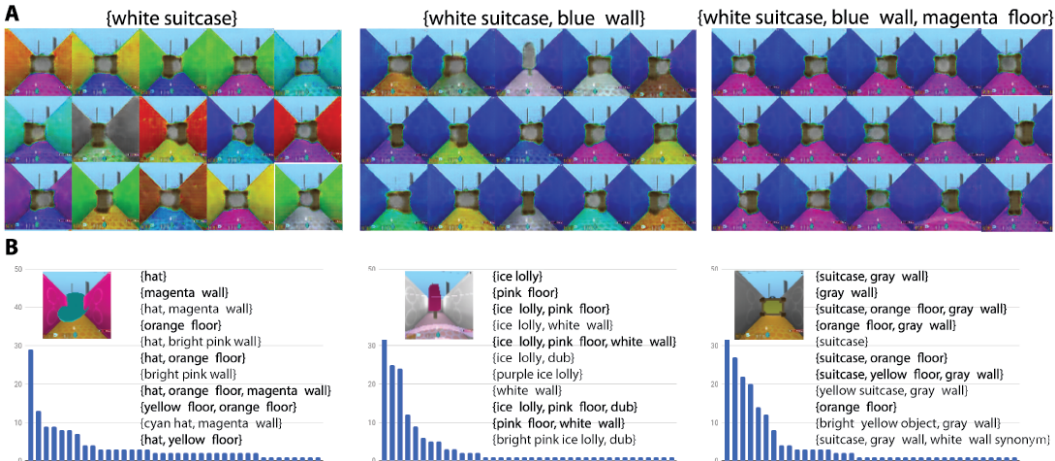 A
{white suitcase}
{white suitcase, blue wall}
{white suitcase, blue wall, magenta floor}
B
50
40
30
20
10
0
{hat}
{magenta wall}
{hat, magenta wall}
{orange floor}
{hat, bright pink wall}
{hat, orange floor}
{bright pink wall}
{hat, orange floor, magenta wall}
{yellow floor, orange floor}
{cyan hat, magenta wall}
{hat, yellow floor}
50
40
30
20
10
0
{ice lolly}
{pink floor}
{ice lolly, pink floor}
{ice lolly, white wall}
{ice lolly, pink floor, white wall}
{ice lolly, dub}
{purple ice lolly}
{white wall}
{ice lolly, pink floor, dub}
{pink floor, white wall}
{bright pink ice lolly, dub}
50
40
30
20
10
0
{suitcase, gray wall}
{gray wall}
{suitcase, orange floor, gray wall}
{orange floor, gray wall}
{suitcase}
{suitcase, orange floor}
{suitcase, yellow floor, gray wall}
{yellow suitcase, gray wall}
{orange floor}
{bright yellow object, gray wall}
{suitcase, gray wall, white wall synonym}